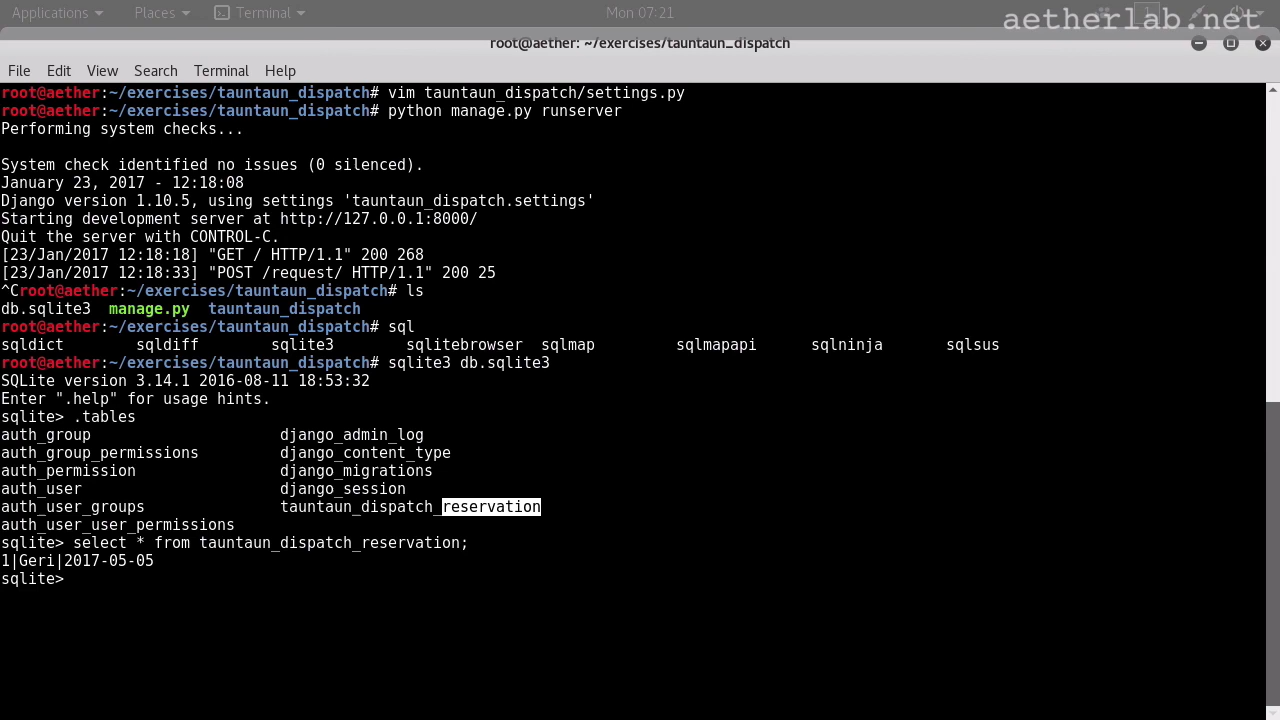 Applications Places Terminal Mon 07:21 1
aetherlab.net
root@aether: ~/exercises/tauntaun_dispatch
File Edit View Search Terminal Help
root@aether:~/exercises/tauntaun_dispatch# vim tauntaun_dispatch/settings.py
root@aether:~/exercises/tauntaun_dispatch# python manage.py runserver
Performing system checks...
System check identified no issues (0 silenced).
January 23, 2017 - 12:18:08
Django version 1.10.5, using settings 'tauntaun_dispatch.settings'
Starting development server at http://127.0.0.1:8000/
Quit the server with CONTROL-C.
[23/Jan/2017 12:18:18] "GET / HTTP/1.1" 200 268
[23/Jan/2017 12:18:33] "POST /request/ HTTP/1.1" 200 25
^Croot@aether:~/exercises/tauntaun_dispatch# ls
db.sqlite3 manage.py tauntaun_dispatch
root@aether:~/exercises/tauntaun_dispatch# sql
sqldict sqldiff sqlite3 sqlitebrowser sqlmap sqlmapapi sqlninja sqlsus
root@aether:~/exercises/tauntaun_dispatch# sqlite3 db.sqlite3
SQLite version 3.14.1 2016-08-11 18:53:32
Enter ".help" for usage hints.
sqlite> .tables
auth_group django_admin_log
auth_group_permissions django_content_type
auth_permission django_migrations
auth_user django_session
auth_user_groups tauntaun_dispatch_reservation
auth_user_user_permissions
sqlite> select * from tauntaun_dispatch_reservation;
1|Geri|2017-05-05
sqlite>